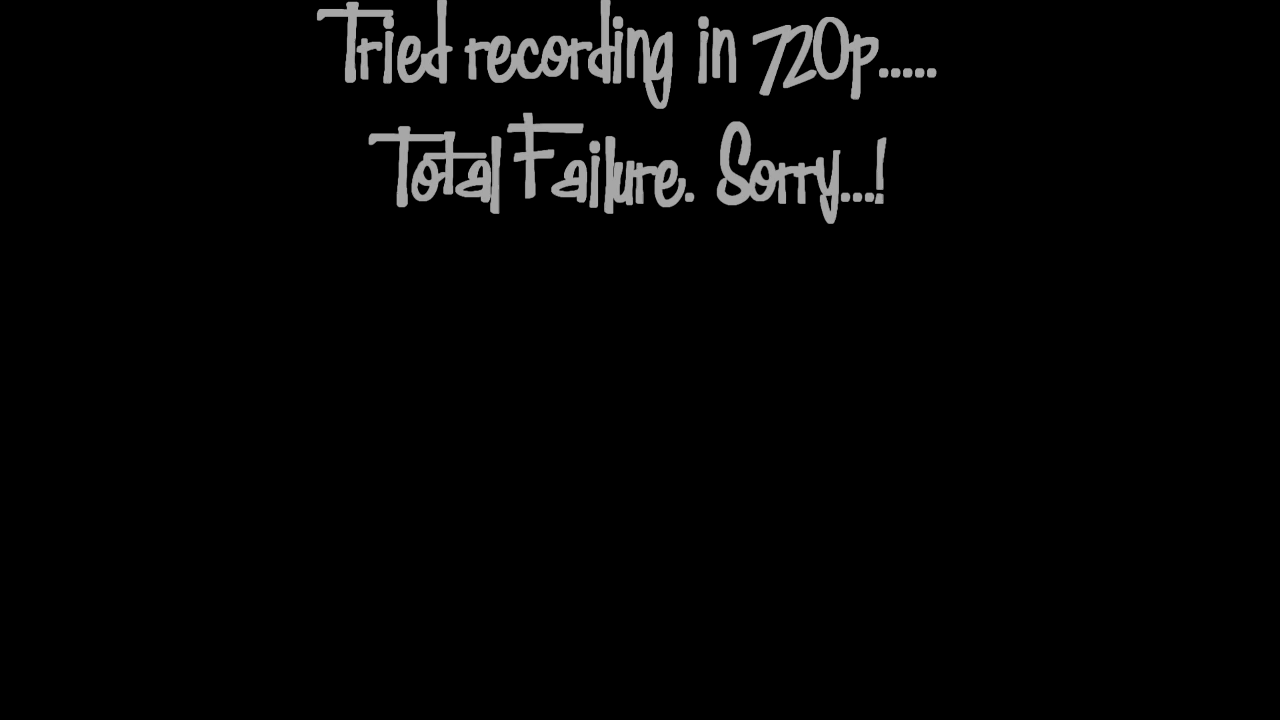 Tried recording in 720p.....
Total Failure. Sorry...!